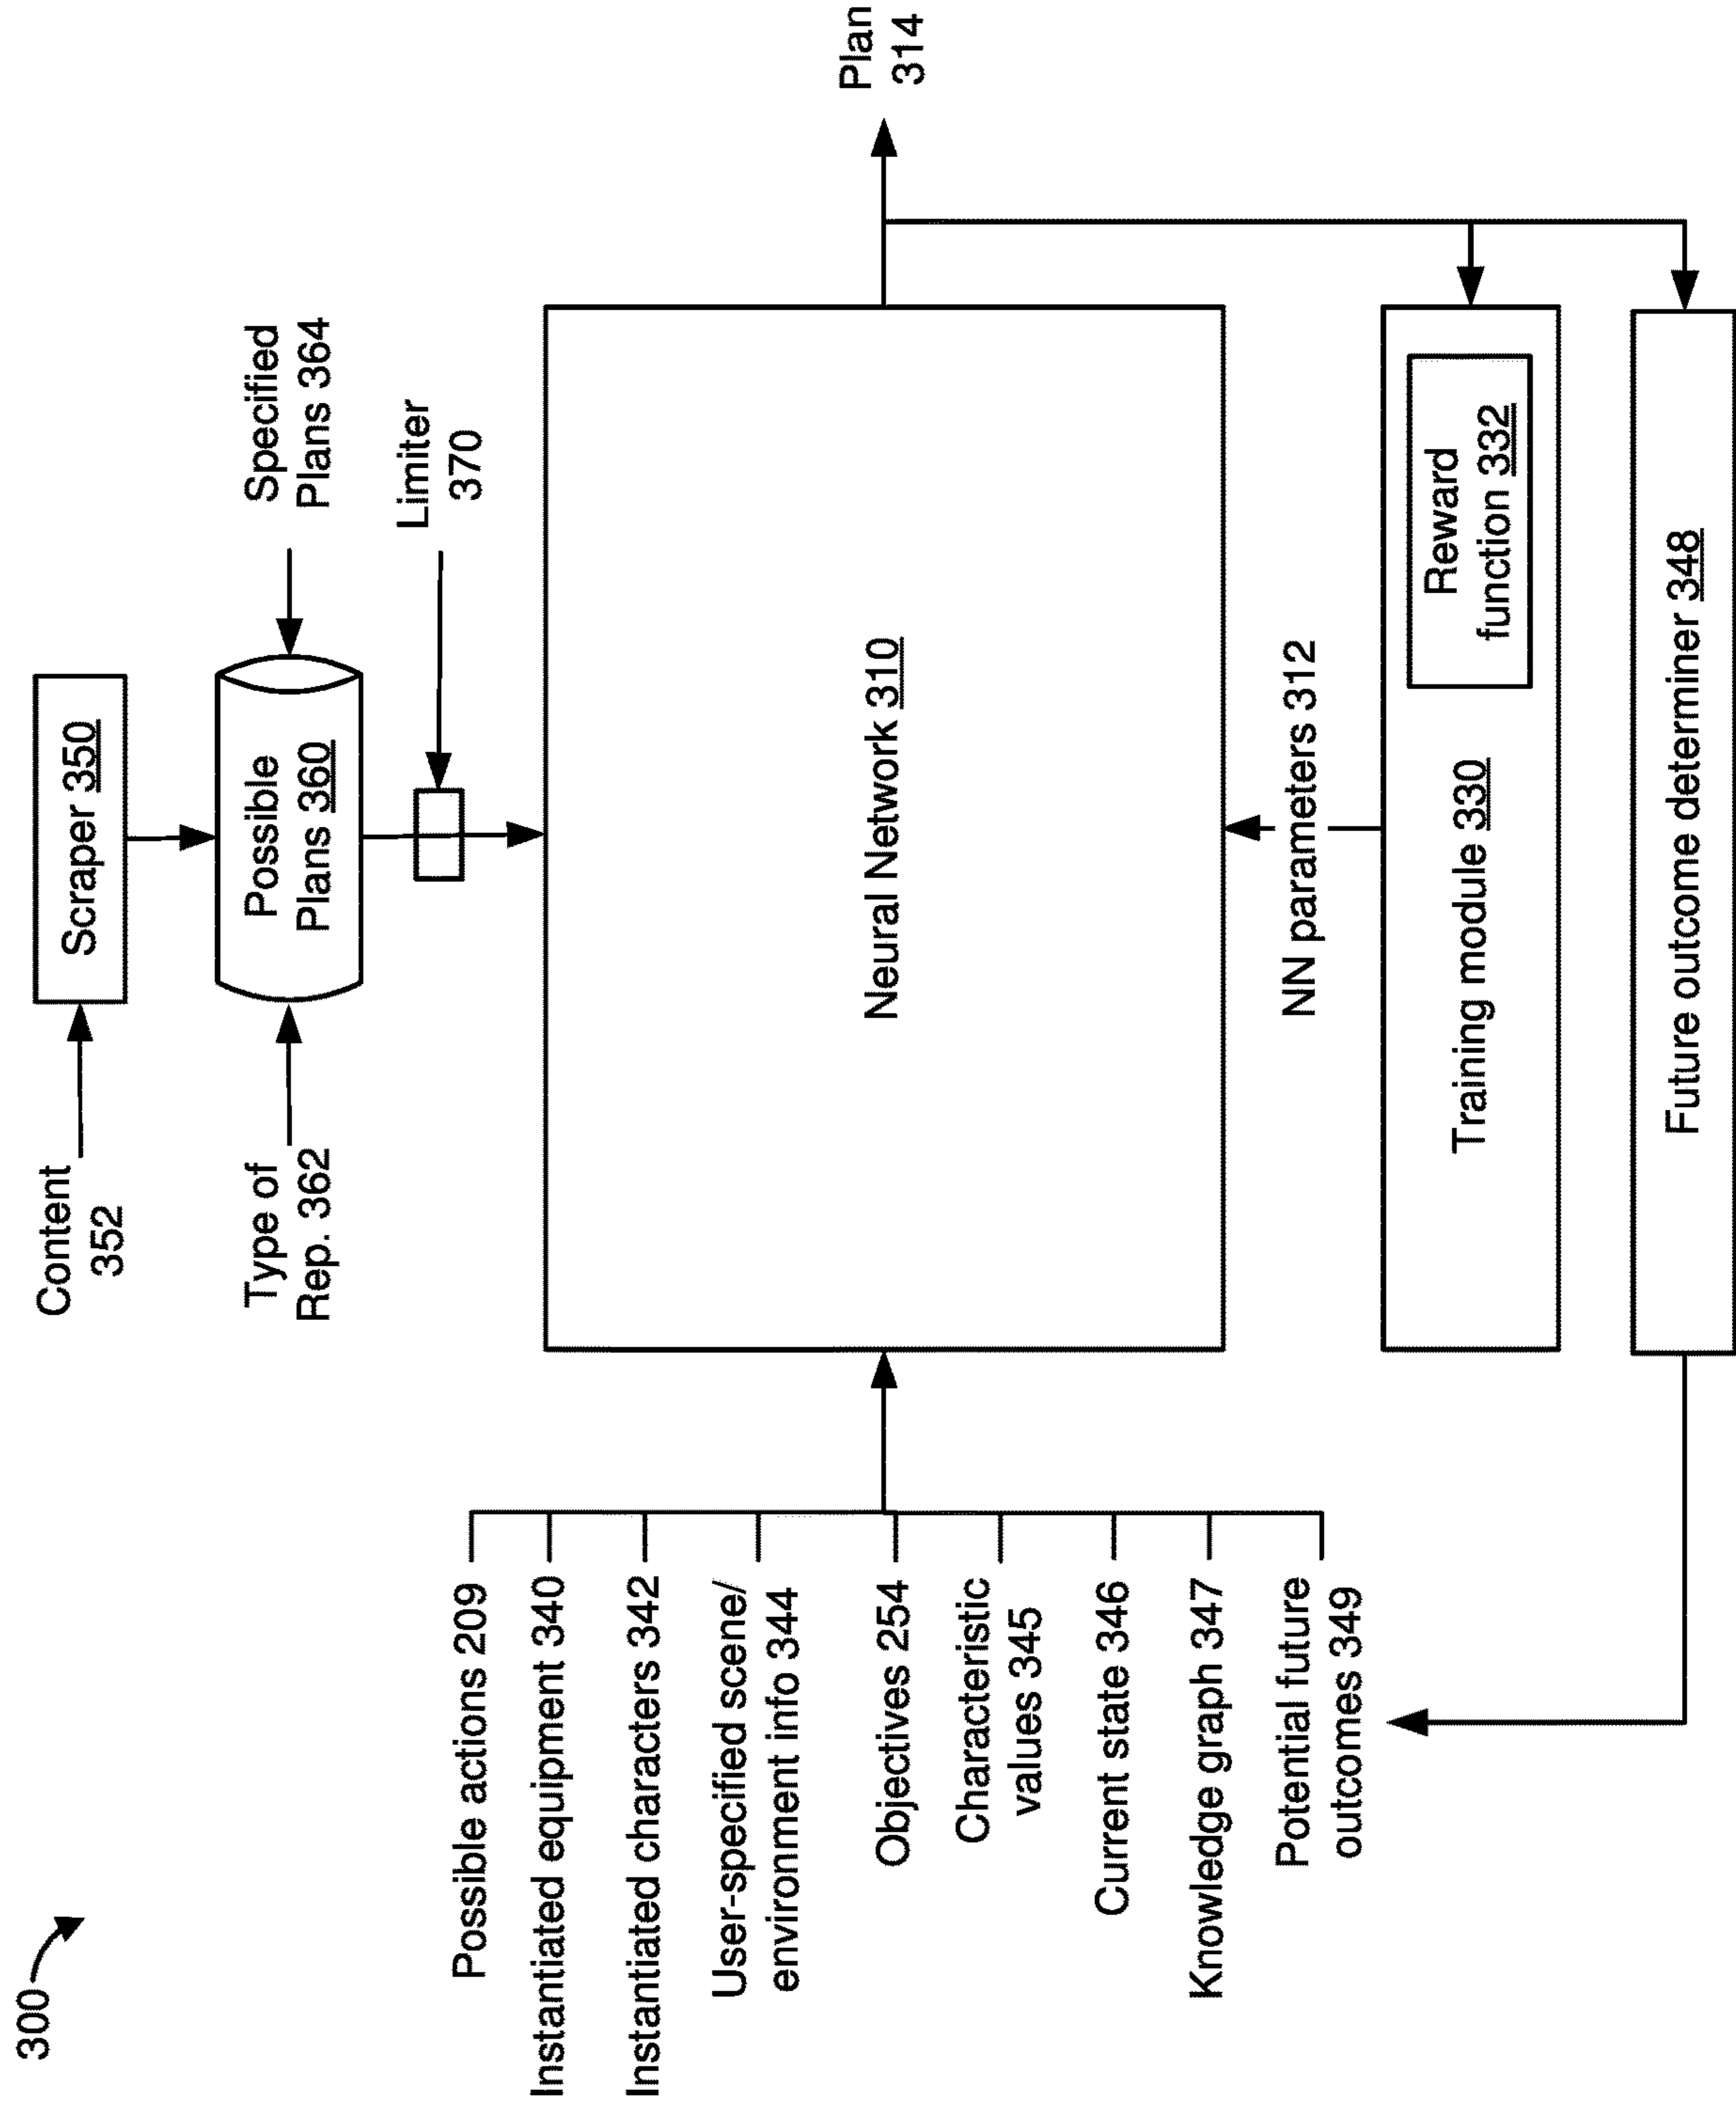 300
Content
352
Scraper 350
Type of
Rep. 362
Possible
Plans 360
Specified
Plans 364
Limiter
370
Possible actions 209
Instantiated equipment 340
Instantiated characters 342
User-specified scene/
environment info 344
Objectives 254
Characteristic
values 345
Current state 346
Knowledge graph 347
Potential future
outcomes 349
Neural Network 310
Plan
314
NN parameters 312
Training module 330
Reward
function 332
Future outcome determiner 348